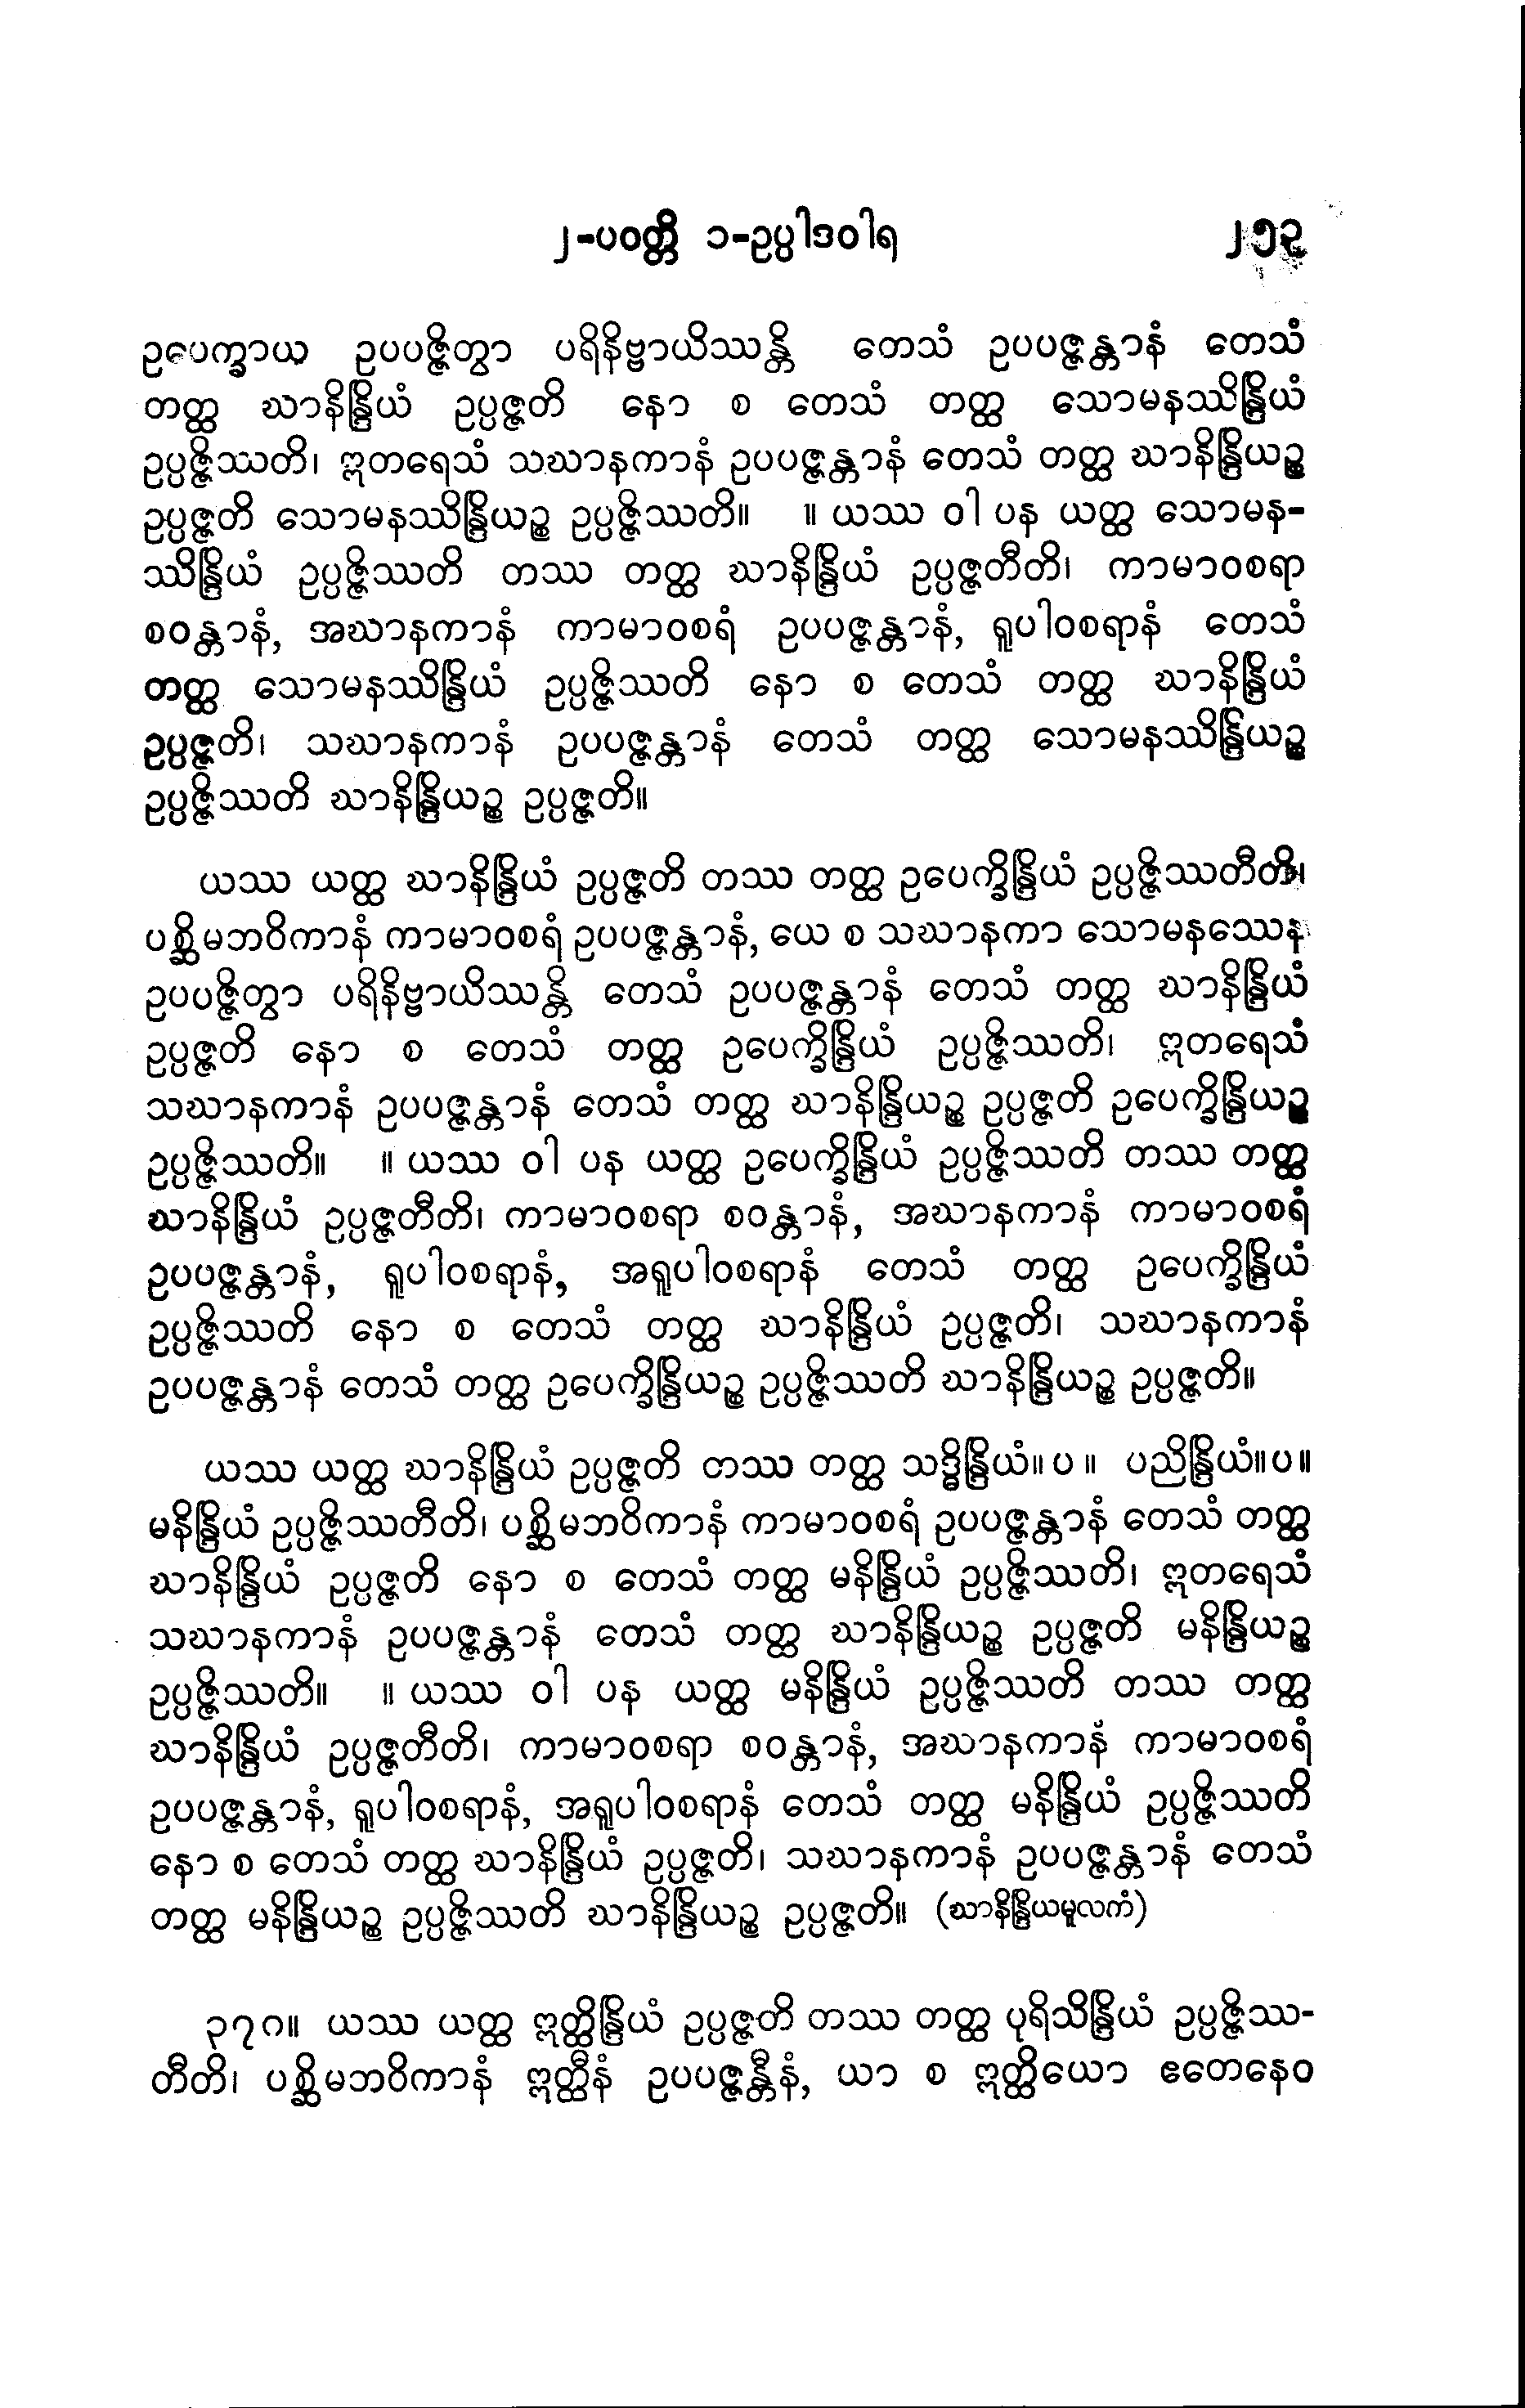 ၂-ပဝတ္တိ ၁-ဥပ္ပါဒဝါရ ၂၅၃
ဥပေက္ခာယ ဥပပဇ္ဇိတွာ ပရိနိဗ္ဗာယိဿန္တိ တေသံ ဥပပဇ္ဇန္တာနံ တေသံ
တတ္ထ ဃာနိန္ဒြိယံ ဥပ္ပဇ္ဇတိ နော စ တေသံ တတ္ထ သောမနဿိန္ဒြိယံ
ဥပ္ပဇ္ဇိဿတိ၊ ဣတရေသံ သဃာနကာနံ ဥပပဇ္ဇန္တာနံ တေသံ တတ္ထ ဃာနိန္ဒြိယဉ္စ
ဥပ္ပဇ္ဇတိ သောမနဿိန္ဒြိယဉ္စ ဥပ္ပဇ္ဇိဿတိ။ ။ ယဿ ဝါ ပန ယတ္ထ သောမန-
ဿိန္ဒြိယံ ဥပ္ပဇ္ဇိဿတိ တဿ တတ္ထ ဃာနိန္ဒြိယံ ဥပ္ပဇ္ဇတီတိ၊ ကာမာဝစရာ
စဝန္တာနံ, အဃာနကာနံ ကာမာဝစရံ ဥပပဇ္ဇန္တာနံ, ရူပါဝစရာနံ တေသံ
တတ္ထ သောမနဿိန္ဒြိယံ ဥပ္ပဇ္ဇိဿတိ နော စ တေသံ တတ္ထ ဃာနိန္ဒြိယံ
ဥပ္ပဇ္ဇတိ၊ သဃာနကာနံ ဥပပဇ္ဇန္တာနံ တေသံ တတ္ထ သောမနဿိန္ဒြိယဉ္စ
ဥပ္ပဇ္ဇိဿတိ ဃာနိန္ဒြိယဉ္စ ဥပ္ပဇ္ဇတိ။
ယဿ ယတ္ထ ဃာနိန္ဒြိယံ ဥပ္ပဇ္ဇတိ တဿ တတ္ထ ဥပေက္ခိန္ဒြိယံ ဥပ္ပဇ္ဇိဿတီတိ၊
ပစ္ဆိမဘဝိကာနံ ကာမာဝစရံ ဥပပဇ္ဇန္တာနံ, ယေ စ သဃာနကာ သောမနဿေန
ဥပပဇ္ဇိတွာ ပရိနိဗ္ဗာယိဿန္တိ တေသံ ဥပပဇ္ဇန္တာနံ တေသံ တတ္ထ ဃာနိန္ဒြိယံ
ဥပ္ပဇ္ဇတိ နော စ တေသံ တတ္ထ ဥပေက္ခိန္ဒြိယံ ဥပ္ပဇ္ဇိဿတိ၊ ဣတရေသံ
သဃာနကာနံ ဥပပဇ္ဇန္တာနံ တေသံ တတ္ထ ဃာနိန္ဒြိယဉ္စ ဥပ္ပဇ္ဇတိ ဥပေက္ခိန္ဒြိယဉ္စ
ဥပ္ပဇ္ဇိဿတိ။ ။ ယဿ ဝါ ပန ယတ္ထ ဥပေက္ခိန္ဒြိယံ ဥပ္ပဇ္ဇိဿတိ တဿ တတ္ထ
ဃာနိန္ဒြိယံ ဥပ္ပဇ္ဇတီတိ၊ ကာမာဝစရာ စဝန္တာနံ, အဃာနကာနံ ကာမာဝစရံ
ဥပပဇ္ဇန္တာနံ, ရူပါဝစရာနံ, အရူပါဝစရာနံ တေသံ တတ္ထ ဥပေက္ခိန္ဒြိယံ
ဥပ္ပဇ္ဇိဿတိ နော စ တေသံ တတ္ထ ဃာနိန္ဒြိယံ ဥပ္ပဇ္ဇတိ၊ သဃာနကာနံ
ဥပပဇ္ဇန္တာနံ တေသံ တတ္ထ ဥပေက္ခိန္ဒြိယဉ္စ ဥပ္ပဇ္ဇိဿတိ ဃာနိန္ဒြိယဉ္စ ဥပ္ပဇ္ဇတိ။
ယဿ ယတ္ထ ဃာနိန္ဒြိယံ ဥပ္ပဇ္ဇတိ တဿ တတ္ထ သဒ္ဓိန္ဒြိယံ။ပ။ ပညိန္ဒြိယံ။ပ။
မနိန္ဒြိယံ ဥပ္ပဇ္ဇိဿတီတိ၊ ပစ္ဆိမဘဝိကာနံ ကာမာဝစရံ ဥပပဇ္ဇန္တာနံ တေသံ တတ္ထ
ဃာနိန္ဒြိယံ ဥပ္ပဇ္ဇတိ နော စ တေသံ တတ္ထ မနိန္ဒြိယံ ဥပ္ပဇ္ဇိဿတိ၊ ဣတရေသံ
သဃာနကာနံ ဥပပဇ္ဇန္တာနံ တေသံ တတ္ထ ဃာနိန္ဒြိယဉ္စ ဥပ္ပဇ္ဇတိ မနိန္ဒြိယဉ္စ
ဥပ္ပဇ္ဇိဿတိ။ ။ ယဿ ဝါ ပန ယတ္ထ မနိန္ဒြိယံ ဥပ္ပဇ္ဇိဿတိ တဿ တတ္ထ
ဃာနိန္ဒြိယံ ဥပ္ပဇ္ဇတီတိ၊ ကာမာဝစရာ စဝန္တာနံ, အဃာနကာနံ ကာမာဝစရံ
ဥပပဇ္ဇန္တာနံ, ရူပါဝစရာနံ, အရူပါဝစရာနံ တေသံ တတ္ထ မနိန္ဒြိယံ ဥပ္ပဇ္ဇိဿတိ
နော စ တေသံ တတ္ထ ဃာနိန္ဒြိယံ ဥပ္ပဇ္ဇတိ၊ သဃာနကာနံ ဥပပဇ္ဇန္တာနံ တေသံ
တတ္ထ မနိန္ဒြိယဉ္စ ဥပ္ပဇ္ဇိဿတိ ဃာနိန္ဒြိယဉ္စ ဥပ္ပဇ္ဇတိ။ (ဃာနိန္ဒြိယမူလကံ)
၃၇၈။ ယဿ ယတ္ထ ဣတ္ထိန္ဒြိယံ ဥပ္ပဇ္ဇတိ တဿ တတ္ထ ပုရိသိန္ဒြိယံ ဥပ္ပဇ္ဇိဿ-
တီတိ၊ ပစ္ဆိမဘဝိကာနံ ဣတ္ထီနံ ဥပပဇ္ဇန္တီနံ, ယာ စ ဣတ္ထိယော ဧတေနေဝ